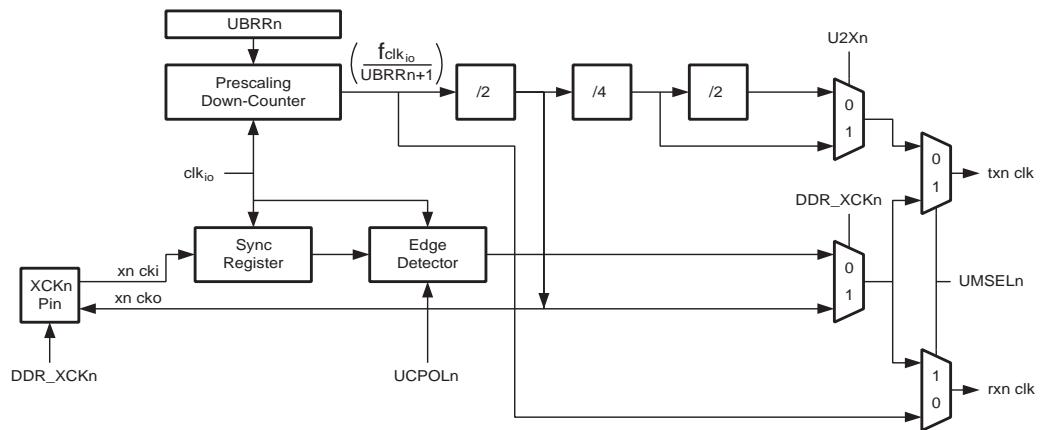 UBRRn
U2Xn
fclkio
UBRRn+1
Prescaling
Down-Counter
/2
/4
/2
0
1
clkio
0
1
txn clk
DDR_XCKn
Sync
Register
Edge
Detector
xn cki
0
1
XCKn
Pin
xn cko
UMSELn
DDR_XCKn
UCPOLn
1
0
rxn clk